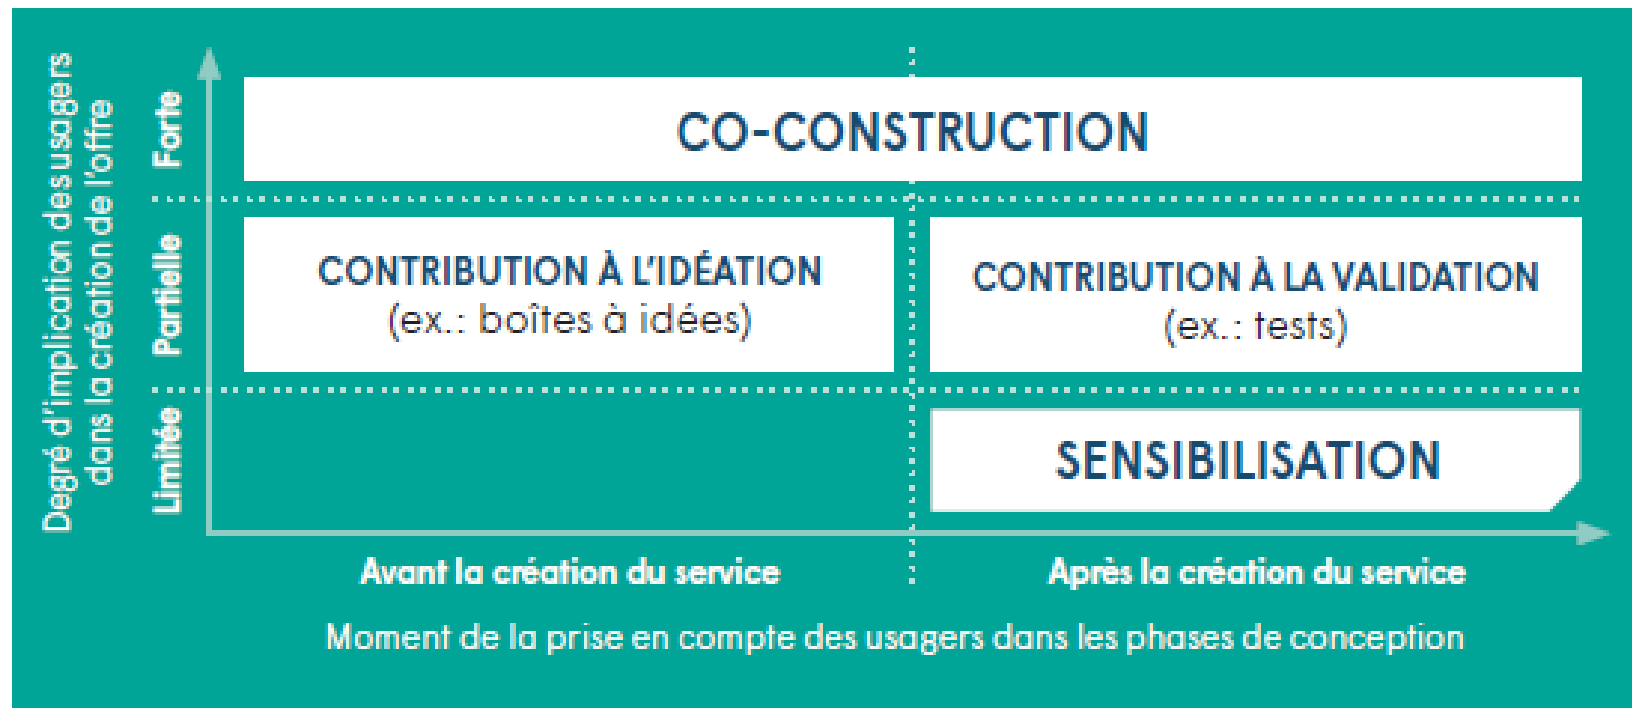 Degré d'implication des usagers
dans la création de l'offre
Forte
CO-CONSTRUCTION
Partielle
CONTRIBUTION À L'IDÉATION
(ex.: boîtes à idées)
CONTRIBUTION À LA VALIDATION
(ex.: tests)
Limitée
SENSIBILISATION
Avant la création du service
Après la création du service
Moment de la prise en compte des usagers dans les phases de conception